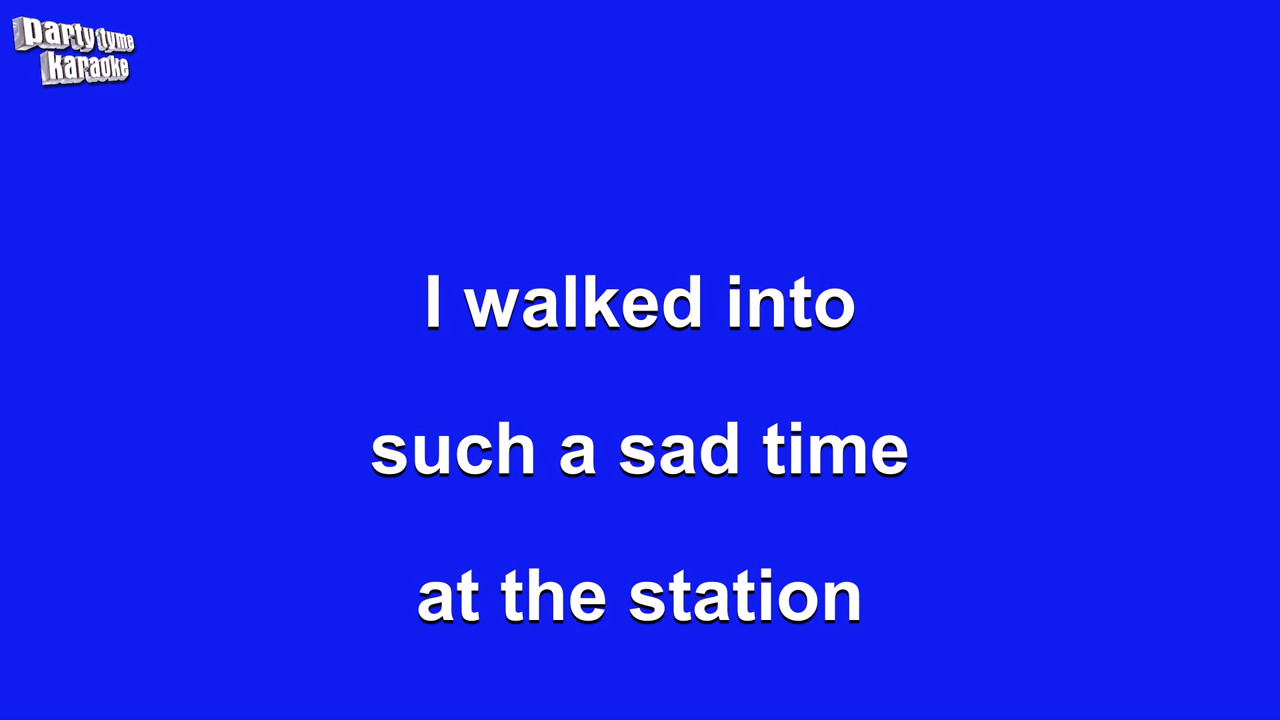 party tyme
karaoke
I walked into
such a sad time
at the station